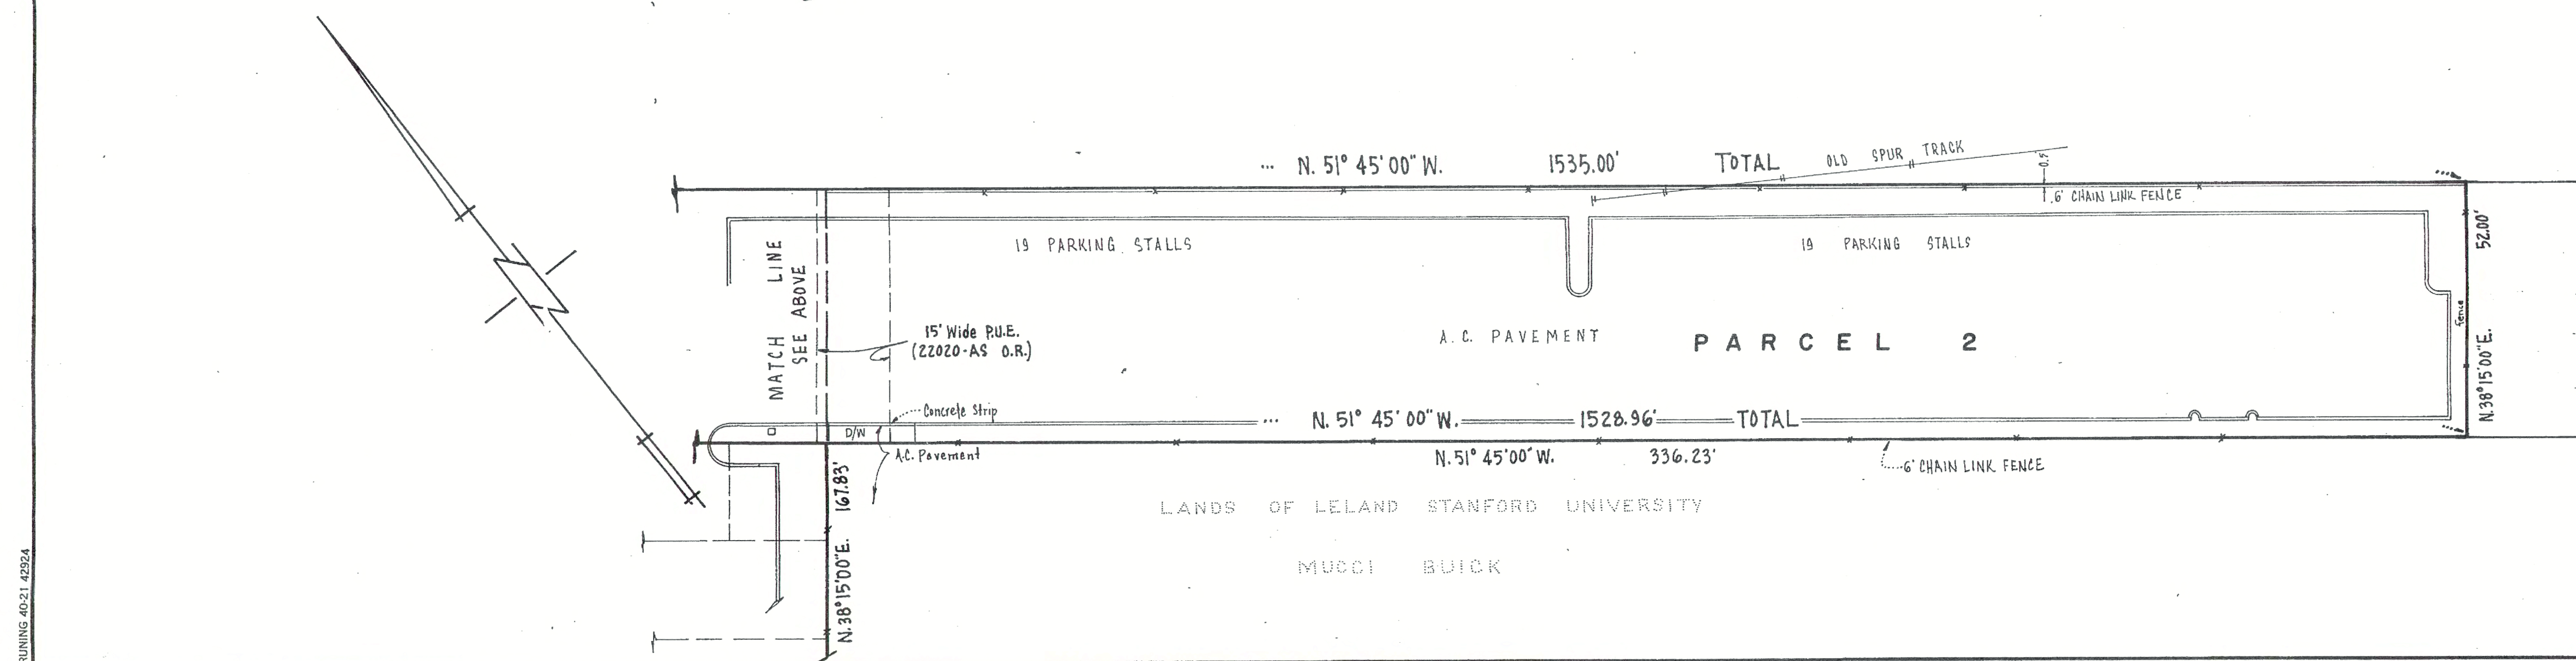 ... N. 51° 45' 00" W. 1535.00' TOTAL
OLD SPUR TRACK
0.5'
6' CHAIN LINK FENCE
52.00'
19 PARKING STALLS
19 PARKING STALLS
MATCH LINE
SEE ABOVE
15' Wide P.U.E.
(22020-AS O.R.)
A.C. PAVEMENT
PARCEL 2
Fence
N.38°15'00"E.
Concrete Strip
... N. 51° 45' 00" W. 1528.96' TOTAL
D/W
A.C. Pavement
N. 51° 45' 00" W. 336.23'
6' CHAIN LINK FENCE
167.83'
N.38°15'00"E.
LANDS OF LELAND STANFORD UNIVERSITY
MUCCI BUICK
RUNING 40-21 42924